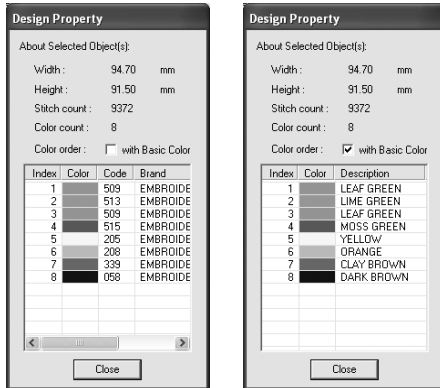 Design Property
About Selected Object(s):
Width : 94.70 mm
Height : 91.50 mm
Stitch count : 9372
Color count : 8
Color order : with Basic Color
Index Color Code Brand
1 509 EMBROIDE
2 513 EMBROIDE
3 509 EMBROIDE
4 515 EMBROIDE
5 205 EMBROIDE
6 208 EMBROIDE
7 339 EMBROIDE
8 058 EMBROIDE
Close
Design Property
About Selected Object(s):
Width : 94.70 mm
Height : 91.50 mm
Stitch count : 9372
Color count : 8
Color order : with Basic Color
Index Color Description
1 LEAF GREEN
2 LIME GREEN
3 LEAF GREEN
4 MOSS GREEN
5 YELLOW
6 ORANGE
7 CLAY BROWN
8 DARK BROWN
Close